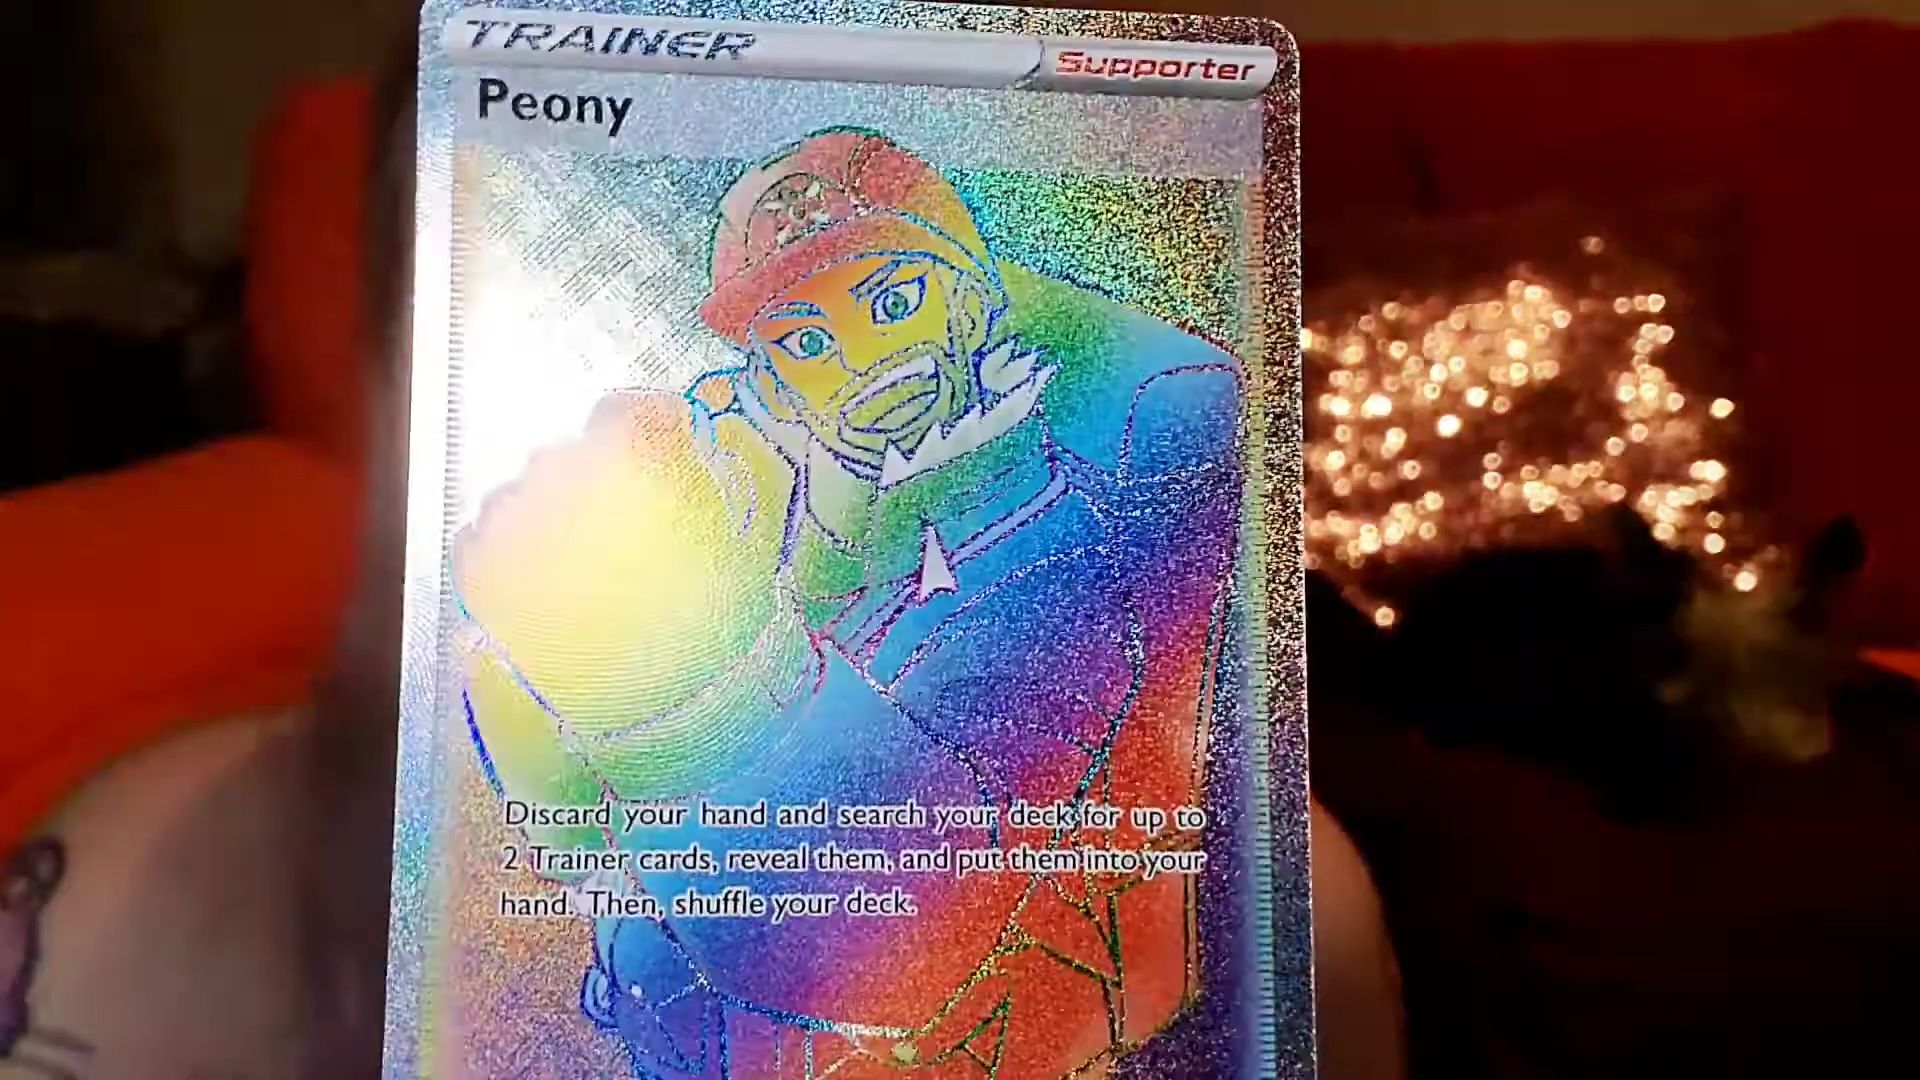 TRAINER
Supporter
Peony
Discard your hand and search your deck for up to
2 Trainer cards, reveal them, and put them into your
hand. Then, shuffle your deck.